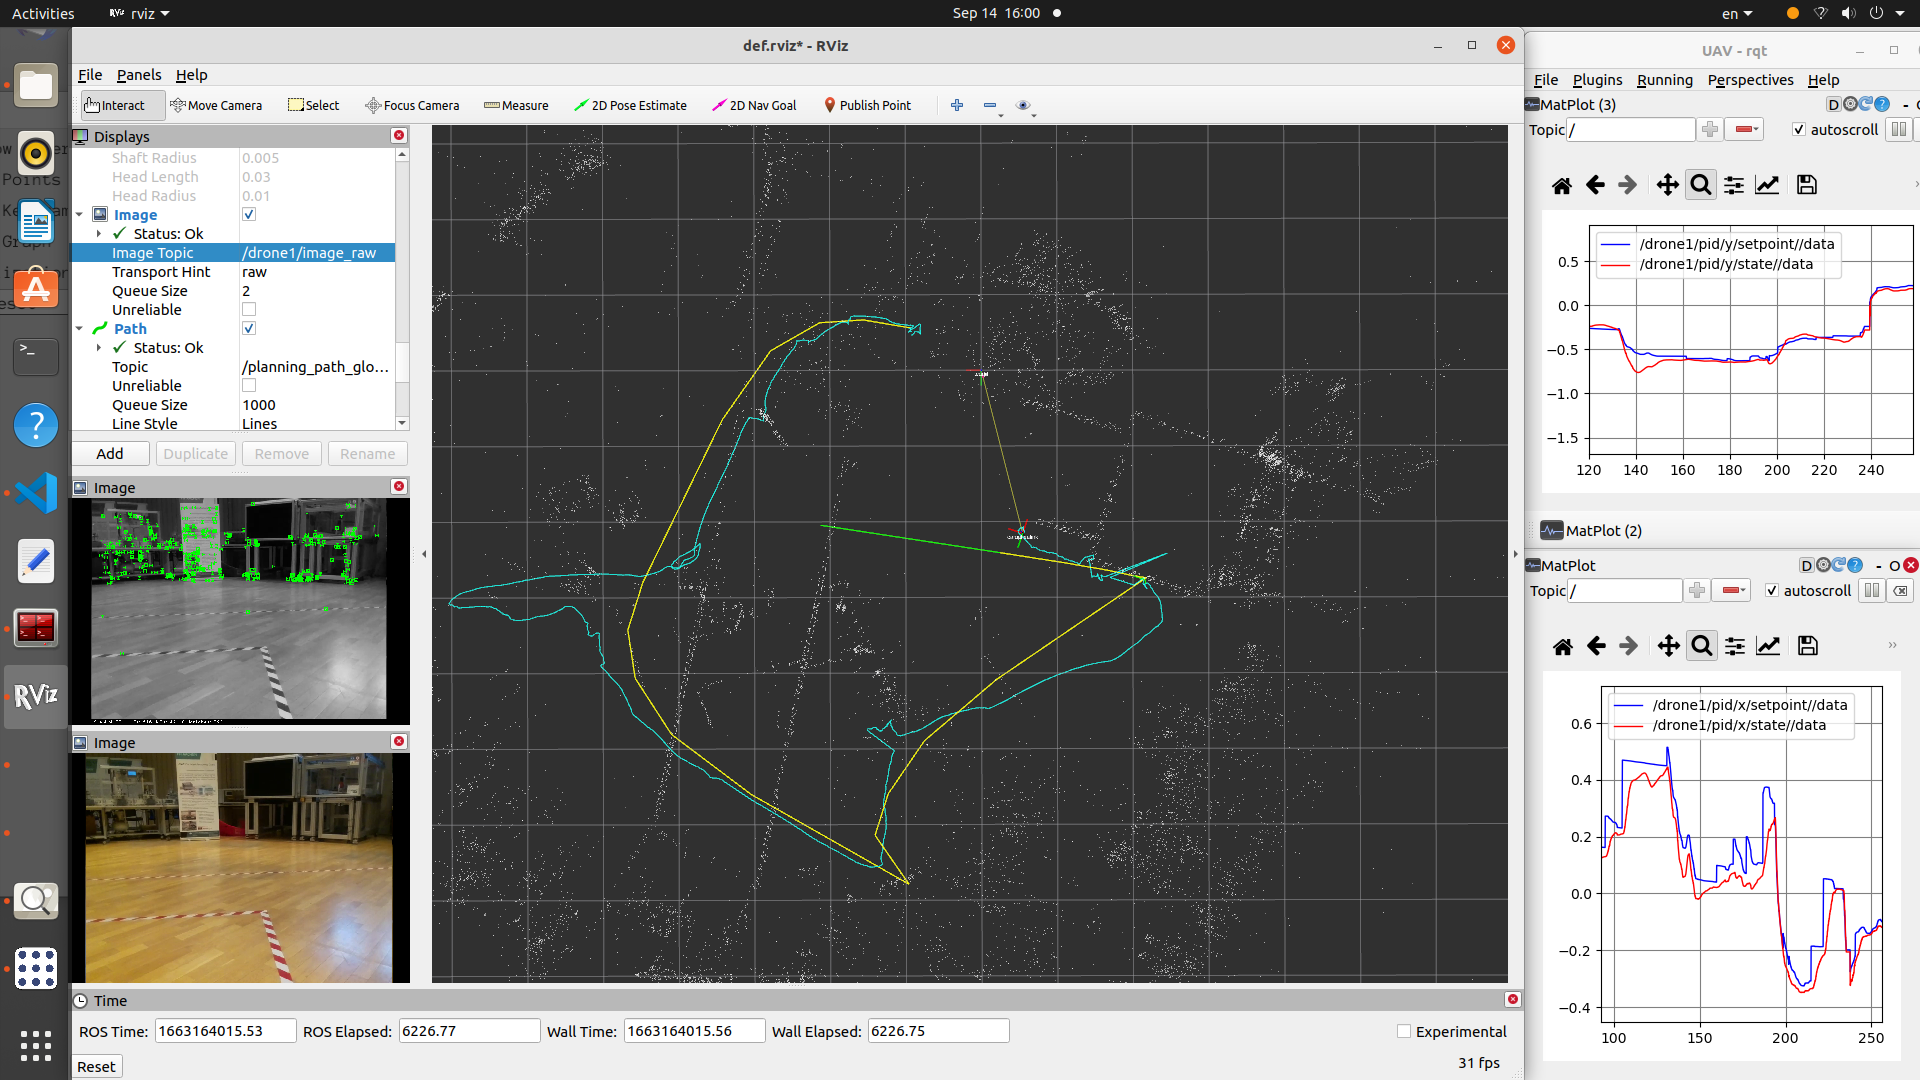 Activities
RViz rviz
Sep 14 16:00
en
def.rviz* - RViz
File Panels Help
Interact Move Camera Select Focus Camera Measure 2D Pose Estimate 2D Nav Goal Publish Point
Displays
Shaft Radius 0.005
Head Length 0.03
Head Radius 0.01
Image
Status: Ok
Image Topic /drone1/image_raw
Transport Hint raw
Queue Size 2
Unreliable
Path
Status: Ok
Topic /planning_path_glo...
Unreliable
Queue Size 1000
Line Style Lines
Add Duplicate Remove Rename
Image
Image
Points
RViz
Time
ROS Time: 1663164015.53 ROS Elapsed: 6226.77 Wall Time: 1663164015.56 Wall Elapsed: 6226.75 Experimental
Reset
31 fps
UAV - rqt
File Plugins Running Perspectives Help
MatPlot (3)
D - O
Topic / autoscroll
/drone1/pid/y/setpoint//data
/drone1/pid/y/state//data
0.5
0.0
−0.5
−1.0
−1.5
120 140 160 180 200 220 240
MatPlot (2)
MatPlot
D - O
Topic / autoscroll
/drone1/pid/x/setpoint//data
/drone1/pid/x/state//data
0.6
0.4
0.2
0.0
−0.2
−0.4
100 150 200 250